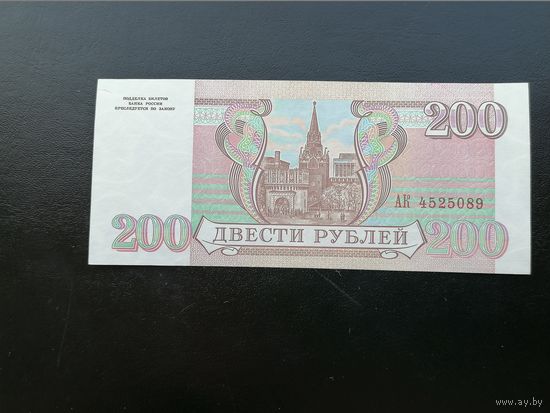 ПОДДЕЛКА БИЛЕТОВ
БАНКА РОССИИ
ПРЕСЛЕДУЕТСЯ ПО ЗАКОНУ
200
АК 4525089
200
ДВЕСТИ РУБЛЕЙ
200
www.ay.by